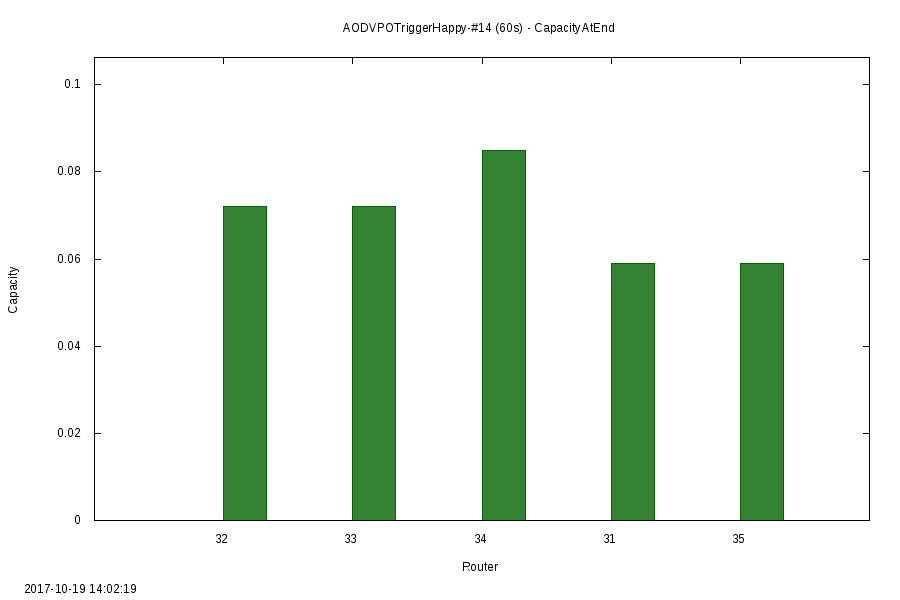 AODVPOTriggerHappy-#14 (60s) - CapacityAtEnd
0.1
0.08
0.06
0.04
0.02
0
Capacity
32 33 34 31 35
Router
2017-10-19 14:02:19